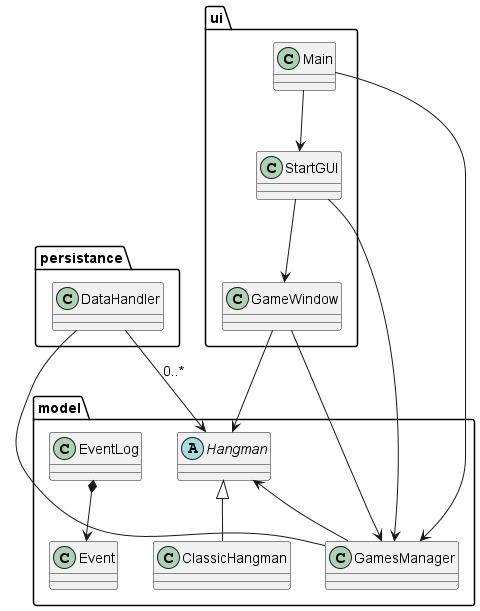 ui
C Main
C StartGUI
persistance
C DataHandler
C GameWindow
0..*
model
C EventLog
A Hangman
C Event
C ClassicHangman
C GamesManager